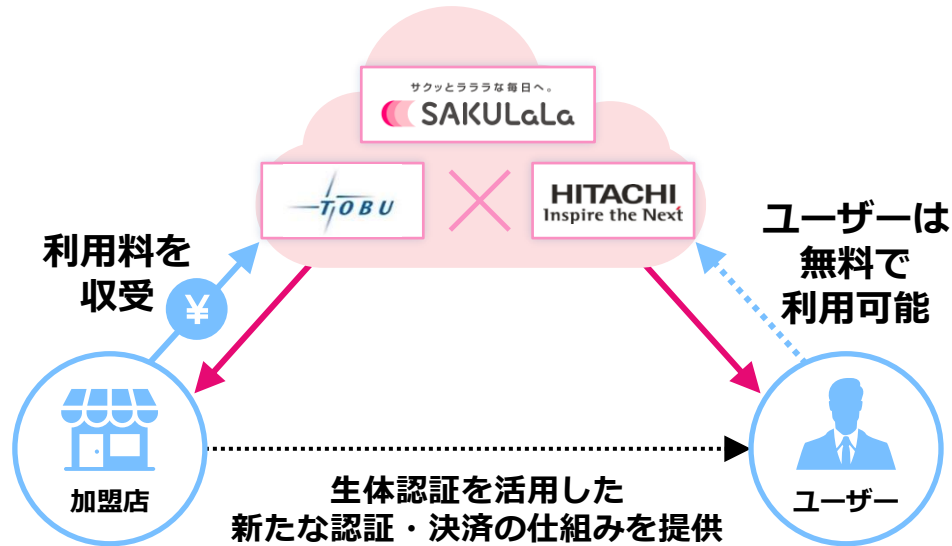 サクッとラララな毎日へ。
SAKULaLa
TOBU
HITACHI
Inspire the Next
利用料を
収受
¥
ユーザーは
無料で
利用可能
加盟店
ユーザー
生体認証を活用した
新たな認証・決済の仕組みを提供